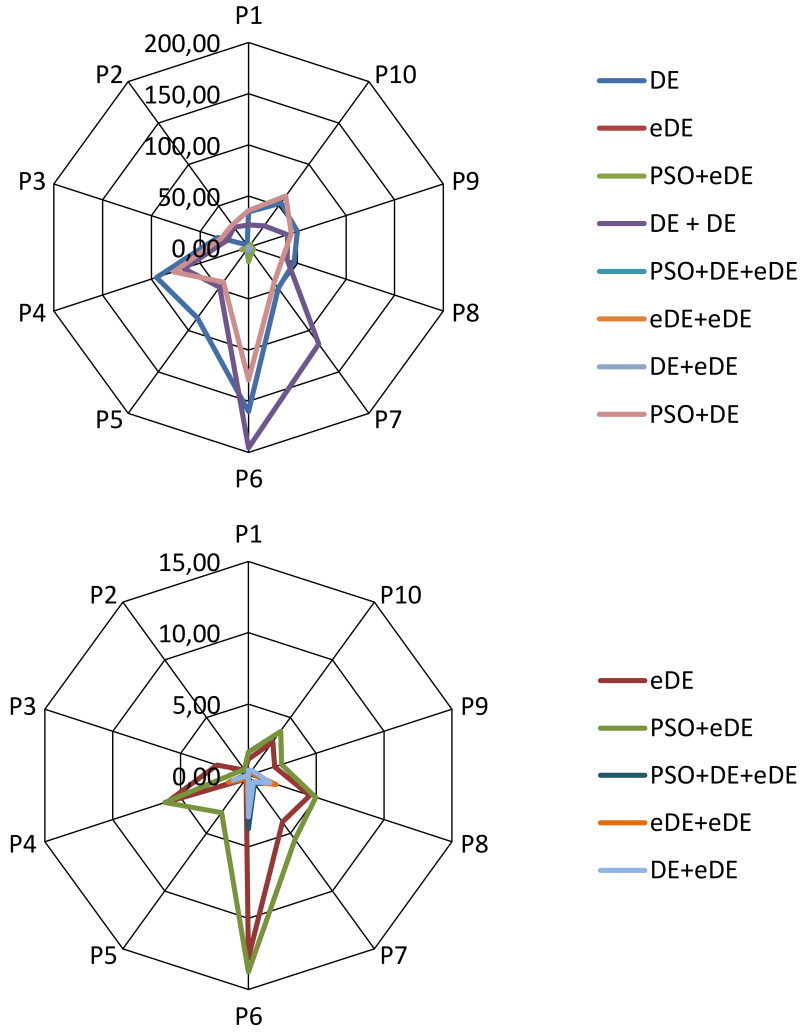 P1
200,00
P2
P10
150,00
100,00
P3
P9
50,00
0,00
P4
P8
P5
P7
P6
DE
eDE
PSO+eDE
DE + DE
PSO+DE+eDE
eDE+eDE
DE+eDE
PSO+DE
P1
15,00
P2
P10
10,00
P3
P9
5,00
0,00
P4
P8
P5
P7
P6
eDE
PSO+eDE
PSO+DE+eDE
eDE+eDE
DE+eDE